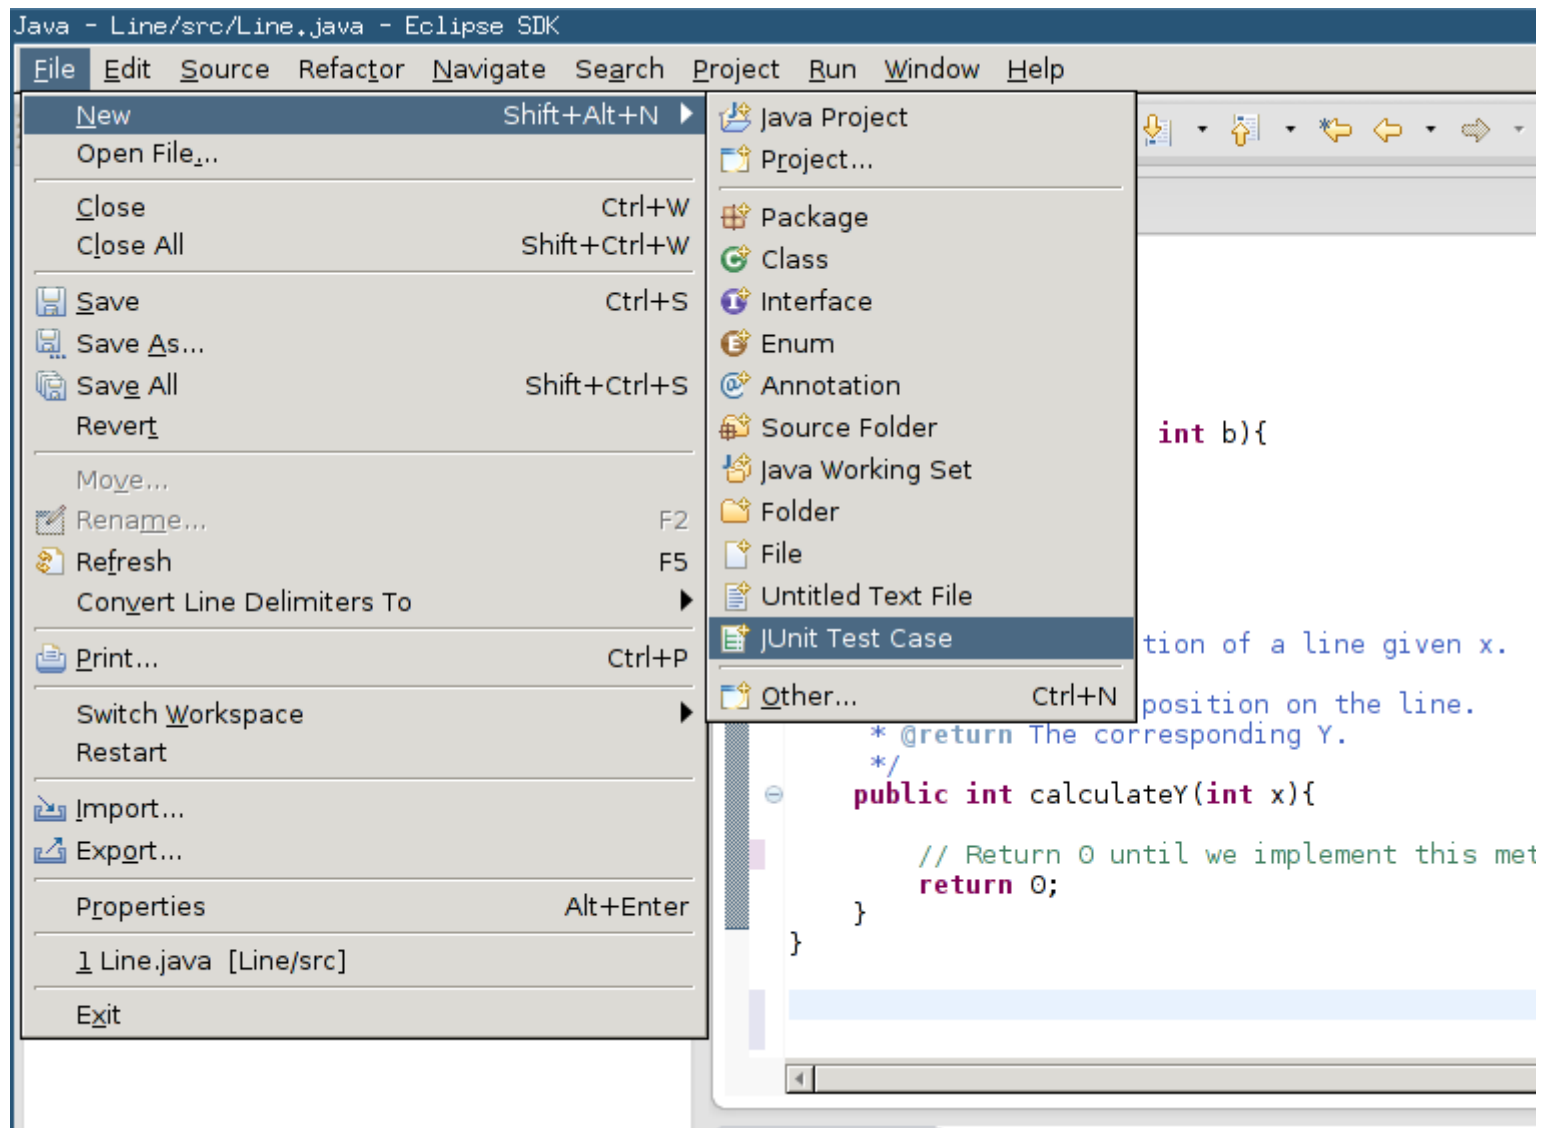 Java - Line/src/Line.java - Eclipse SDK
File Edit Source Refactor Navigate Search Project Run Window Help
New Shift+Alt+N
Open File...
Close Ctrl+W
Close All Shift+Ctrl+W
Save Ctrl+S
Save As...
Save All Shift+Ctrl+S
Revert
Move...
Rename... F2
Refresh F5
Convert Line Delimiters To
Print... Ctrl+P
Switch Workspace
Restart
Import...
Export...
Properties Alt+Enter
1 Line.java [Line/src]
Exit
Java Project
Project...
Package
Class
Interface
Enum
Annotation
Source Folder
Java Working Set
Folder
File
Untitled Text File
JUnit Test Case
Other... Ctrl+N
int b){
tion of a line given x.
position on the line.
* @return The corresponding Y.
*/
public int calculateY(int x){
// Return 0 until we implement this met
return 0;
}
}